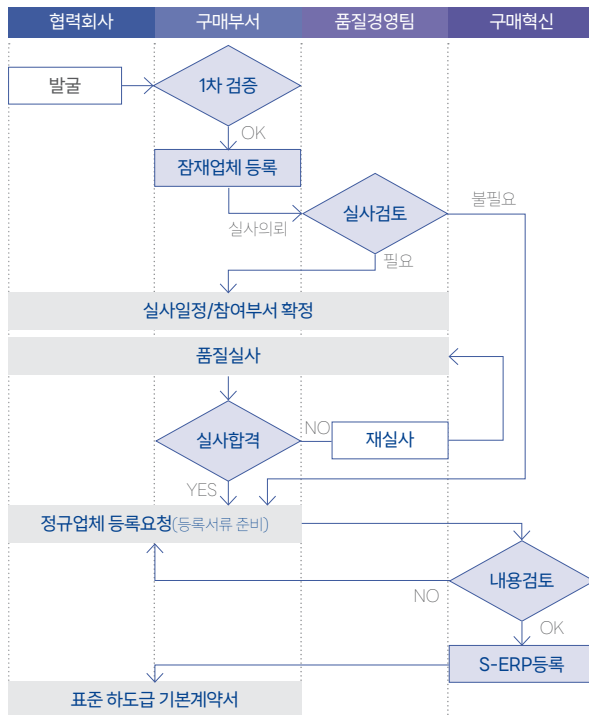 협력회사 구매부서 품질경영팀 구매혁신
발굴
1차 검증
OK
잠재업체 등록
실사의뢰
실사검토
불필요
필요
실사일정/참여부서 확정
품질실사
실사합격
NO
재실사
YES
정규업체 등록요청(등록서류 준비)
내용검토
NO
OK
S-ERP등록
표준 하도급 기본계약서